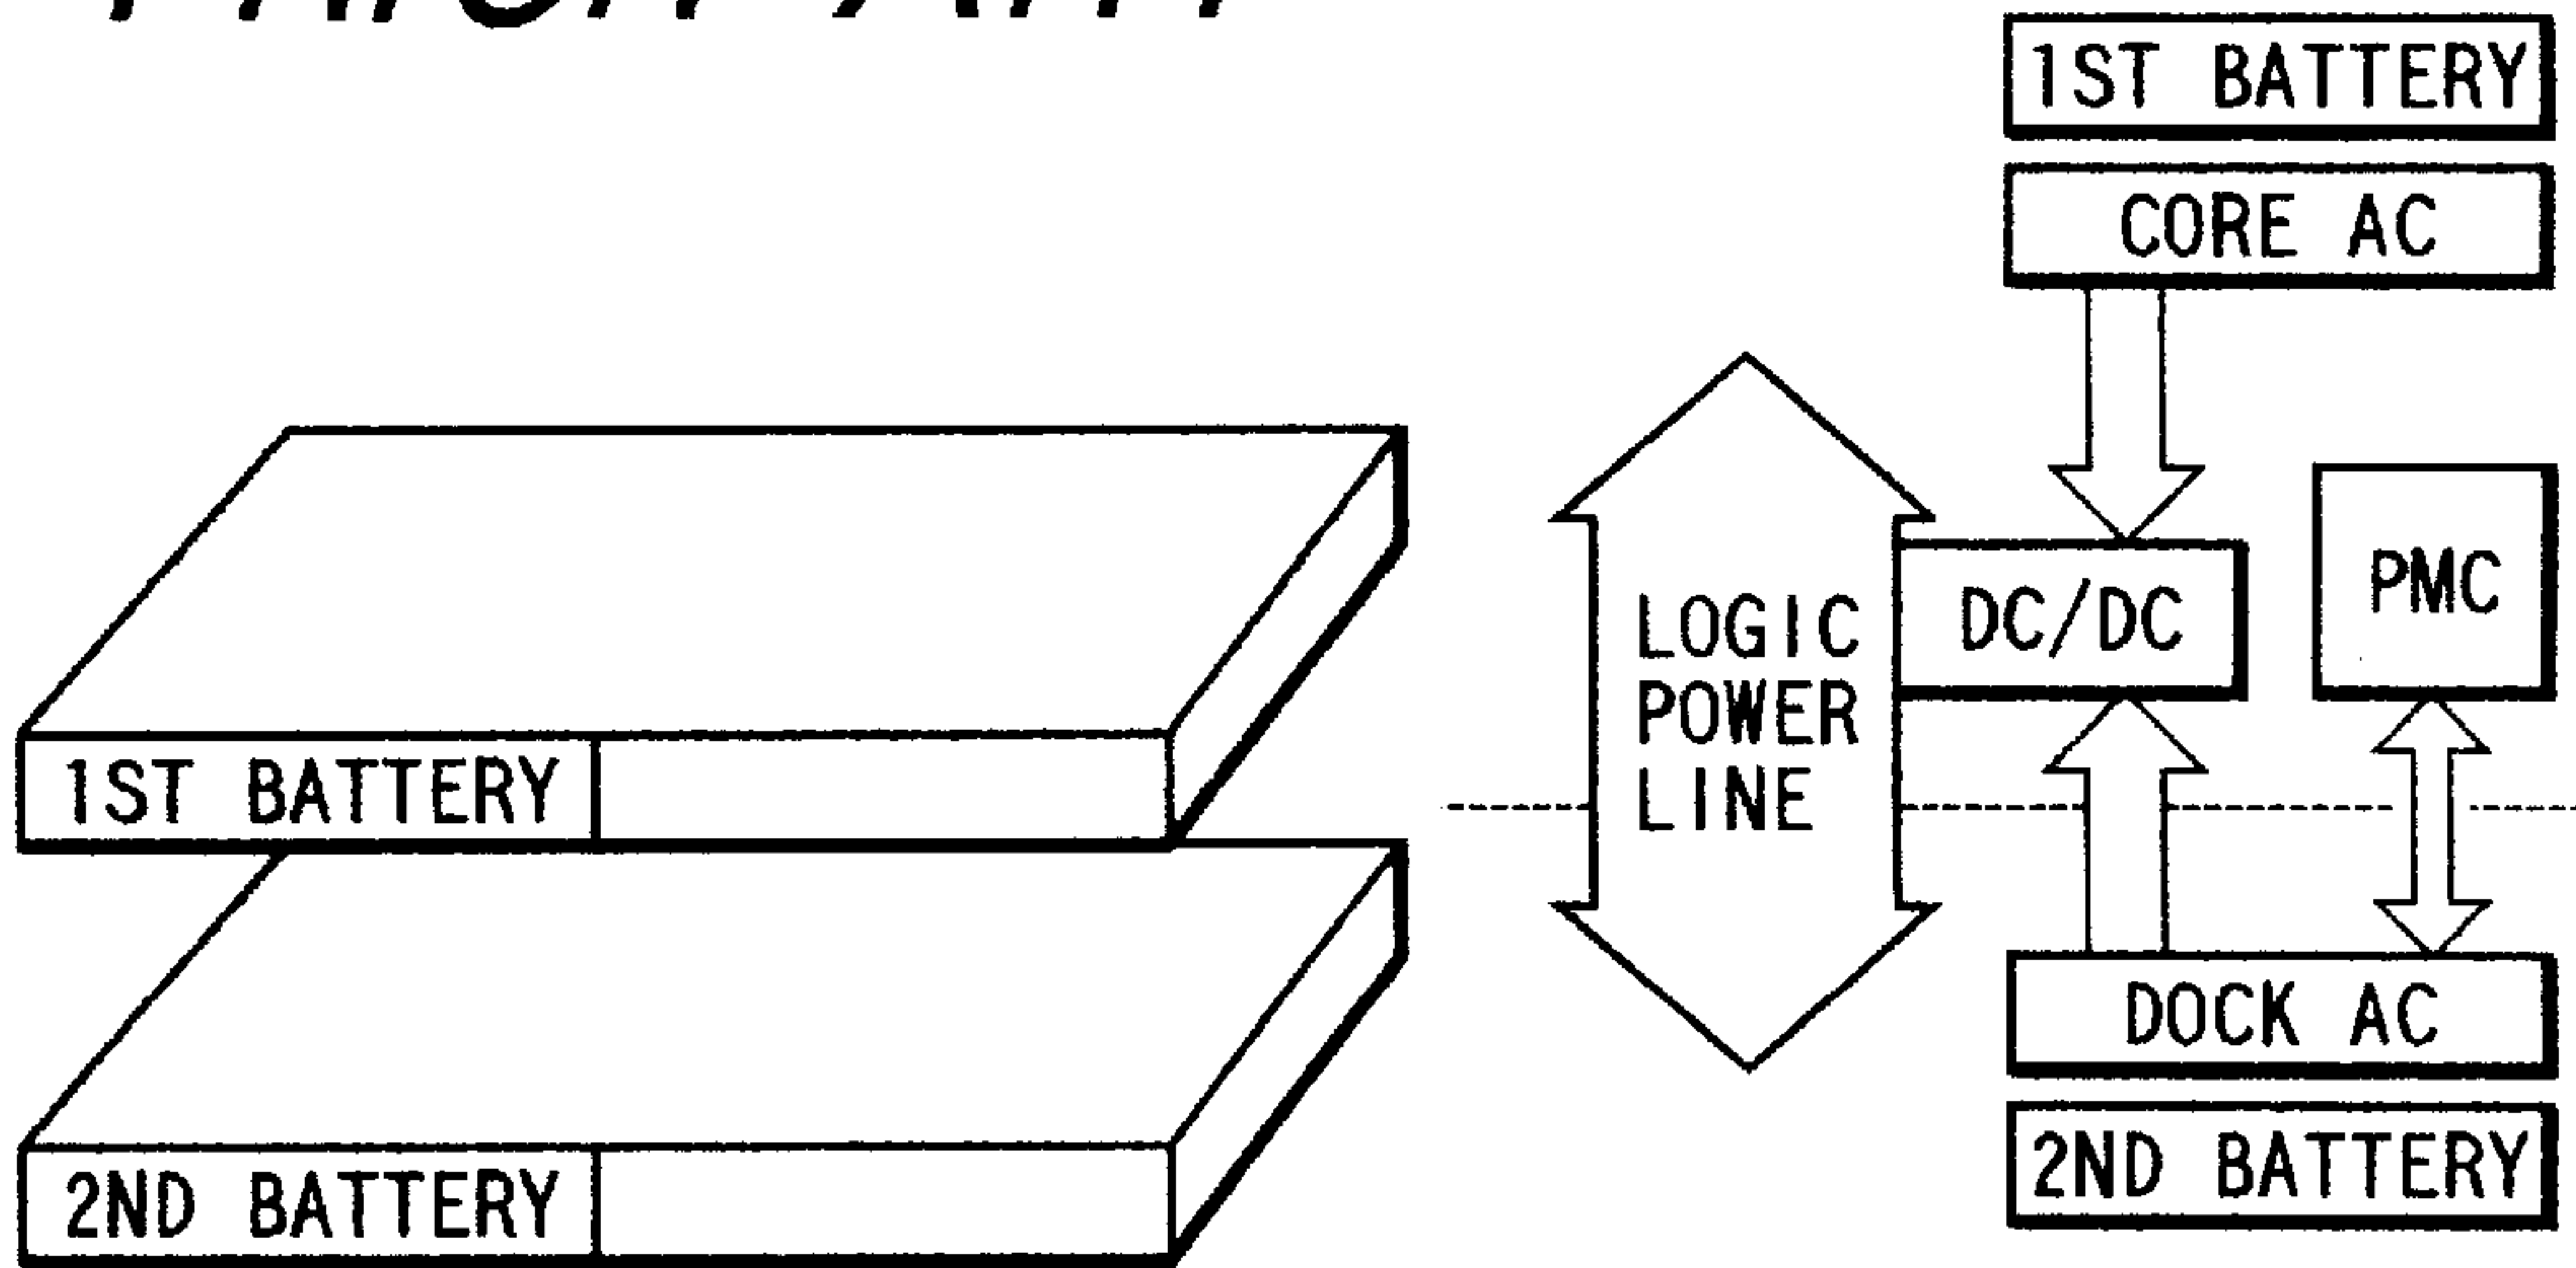 1ST BATTERY
CORE AC
LOGIC
POWER
LINE
DC/DC
PMC
1ST BATTERY
DOCK AC
2ND BATTERY
2ND BATTERY